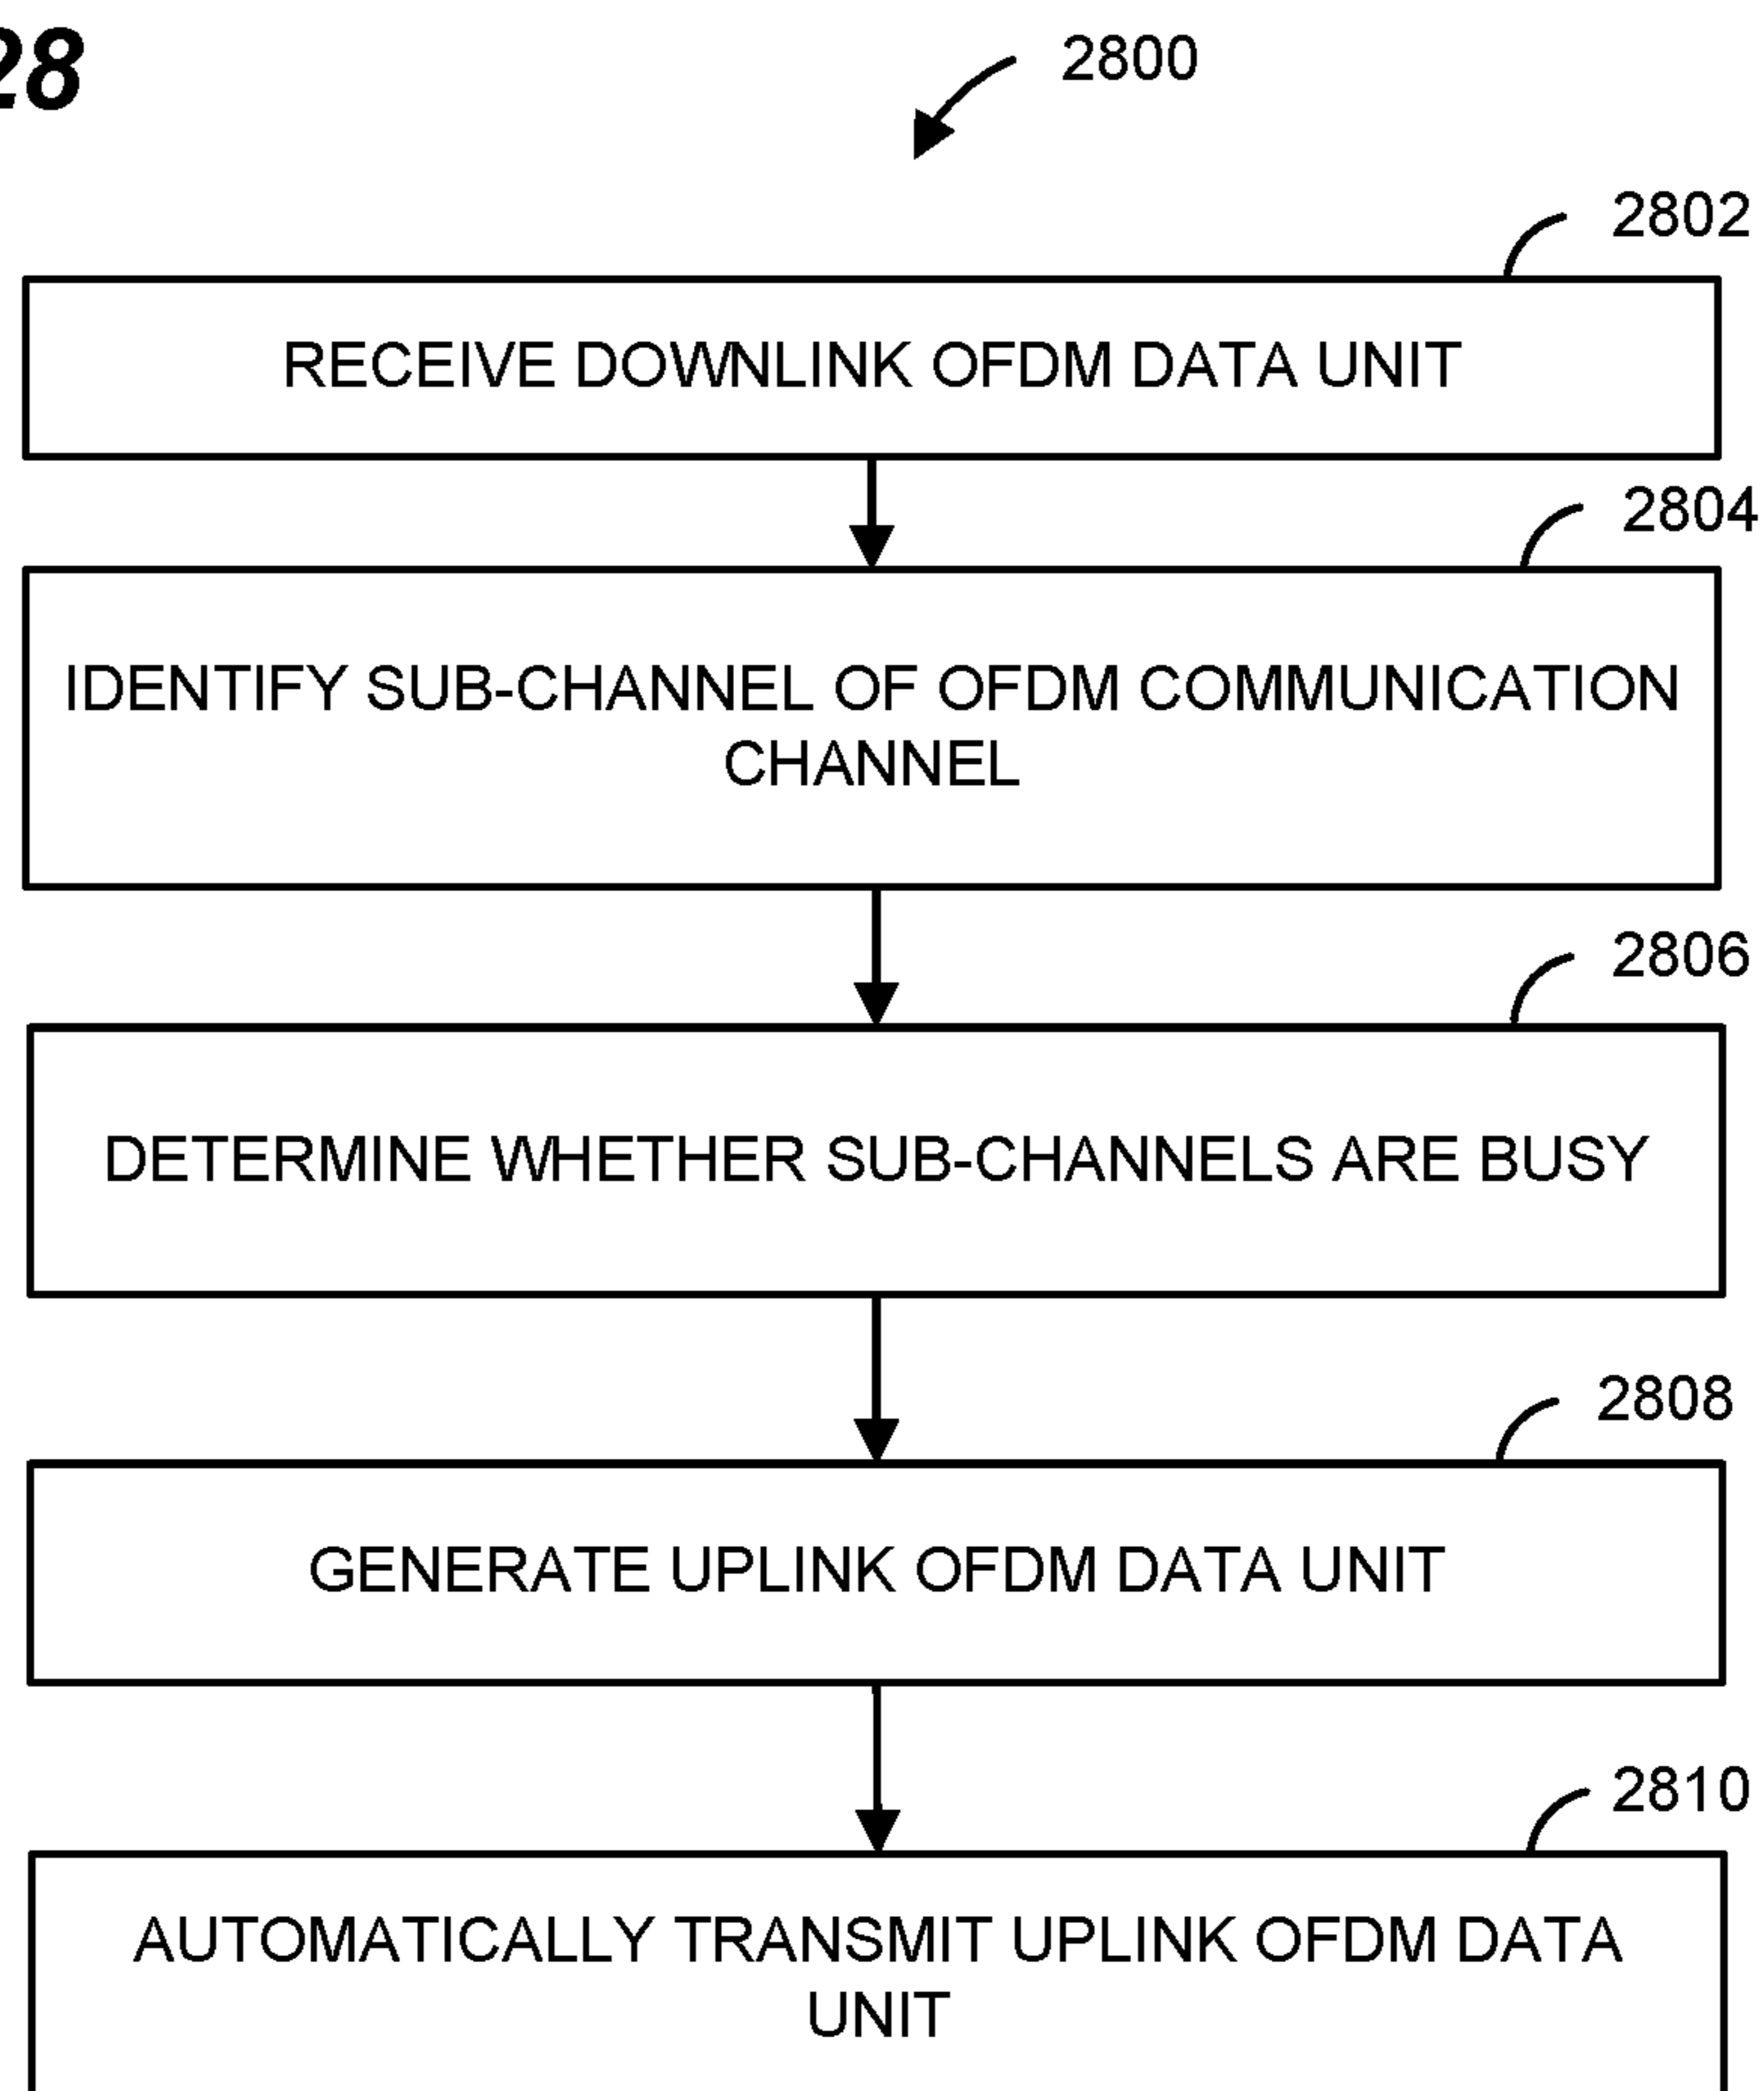 28
2800
2802
RECEIVE DOWNLINK OFDM DATA UNIT
2804
IDENTIFY SUB-CHANNEL OF OFDM COMMUNICATION
CHANNEL
2806
DETERMINE WHETHER SUB-CHANNELS ARE BUSY
2808
GENERATE UPLINK OFDM DATA UNIT
2810
AUTOMATICALLY TRANSMIT UPLINK OFDM DATA
UNIT